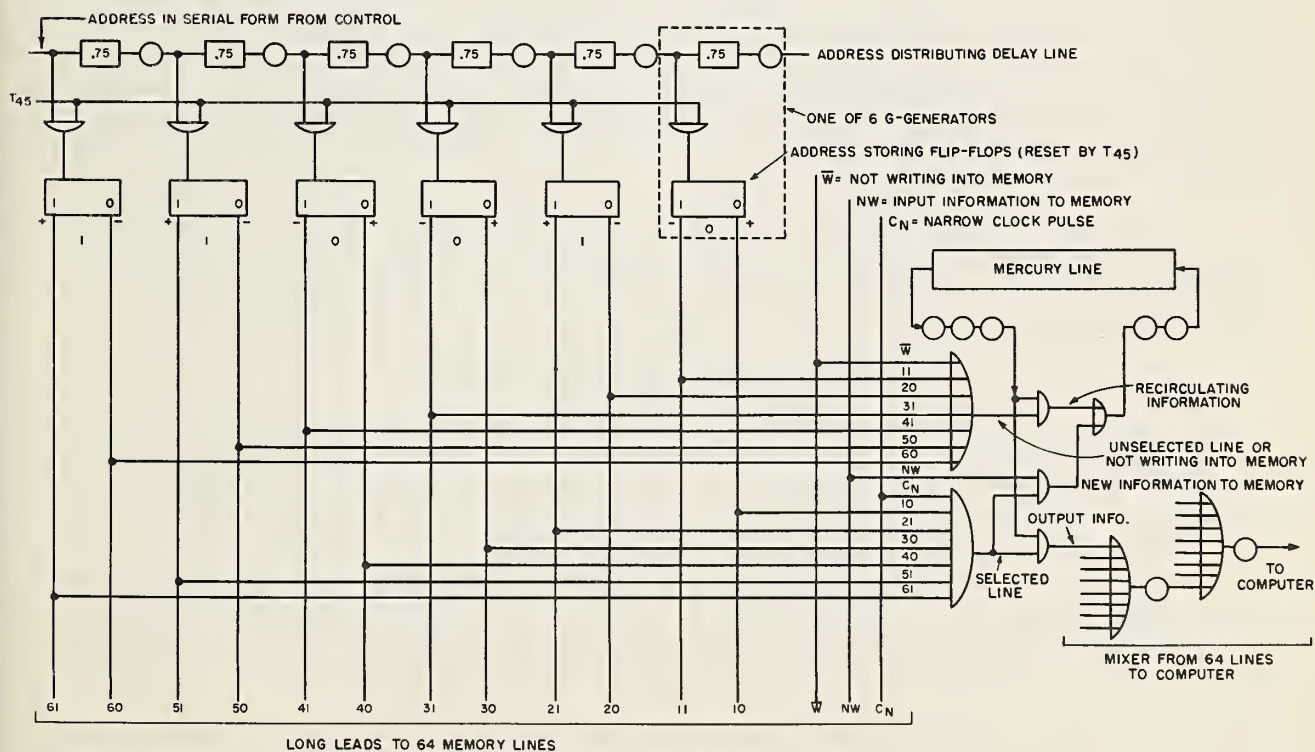 ADDRESS IN SERIAL FORM FROM CONTROL
.75 .75 .75 .75 .75 .75
ADDRESS DISTRIBUTING DELAY LINE
T45
ONE OF 6 G-GENERATORS
ADDRESS STORING FLIP-FLOPS (RESET BY T45)
W̅ = NOT WRITING INTO MEMORY
NW = INPUT INFORMATION TO MEMORY
CN = NARROW CLOCK PULSE
1 0 1 0 1 0 1 0 1 0 1 0
+ - + - - + - + + - - +
1 1 0 0 1 0
MERCURY LINE
W̅
11
20
31
41
50
60
NW
CN
10
21
30
40
51
61
RECIRCULATING
INFORMATION
UNSELECTED LINE OR
NOT WRITING INTO MEMORY
NEW INFORMATION TO MEMORY
OUTPUT INFO.
SELECTED
LINE
TO
COMPUTER
MIXER FROM 64 LINES
TO COMPUTER
61 60 51 50 41 40 31 30 21 20 11 10 W̅ NW CN
LONG LEADS TO 64 MEMORY LINES